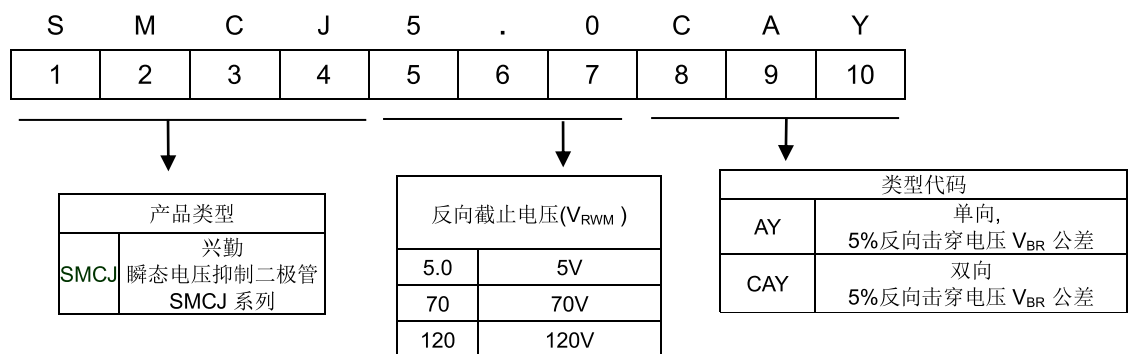 S M C J 5 . 0 C A Y
1 2 3 4 5 6 7 8 9 10
产品类型
SMCJ
兴勤
瞬态电压抑制二极管
SMCJ 系列
反向截止电压(VRWM )
5.0 5V
70 70V
120 120V
类型代码
AY
单向,
5%反向击穿电压 VBR 公差
CAY
双向
5%反向击穿电压 VBR 公差